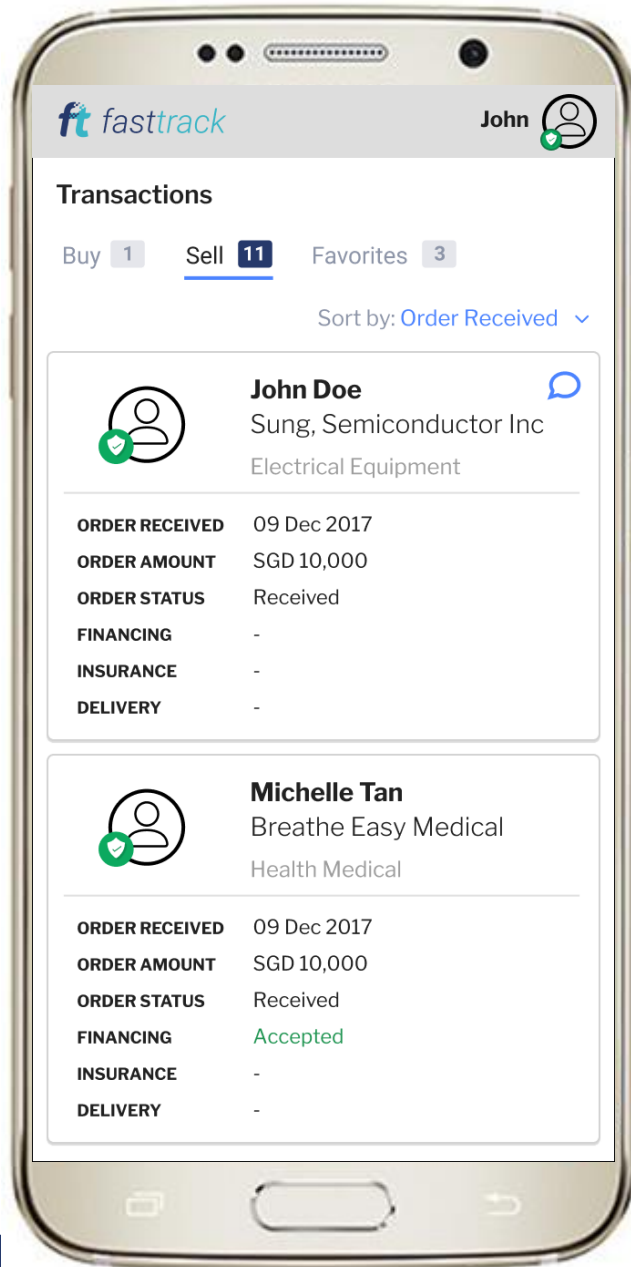 ft fasttrack
John
Transactions
Buy 1 Sell 11 Favorites 3
Sort by: Order Received
John Doe
Sung, Semiconductor Inc
Electrical Equipment
ORDER RECEIVED 09 Dec 2017
ORDER AMOUNT SGD 10,000
ORDER STATUS Received
FINANCING -
INSURANCE -
DELIVERY -
Michelle Tan
Breathe Easy Medical
Health Medical
ORDER RECEIVED 09 Dec 2017
ORDER AMOUNT SGD 10,000
ORDER STATUS Received
FINANCING Accepted
INSURANCE -
DELIVERY -